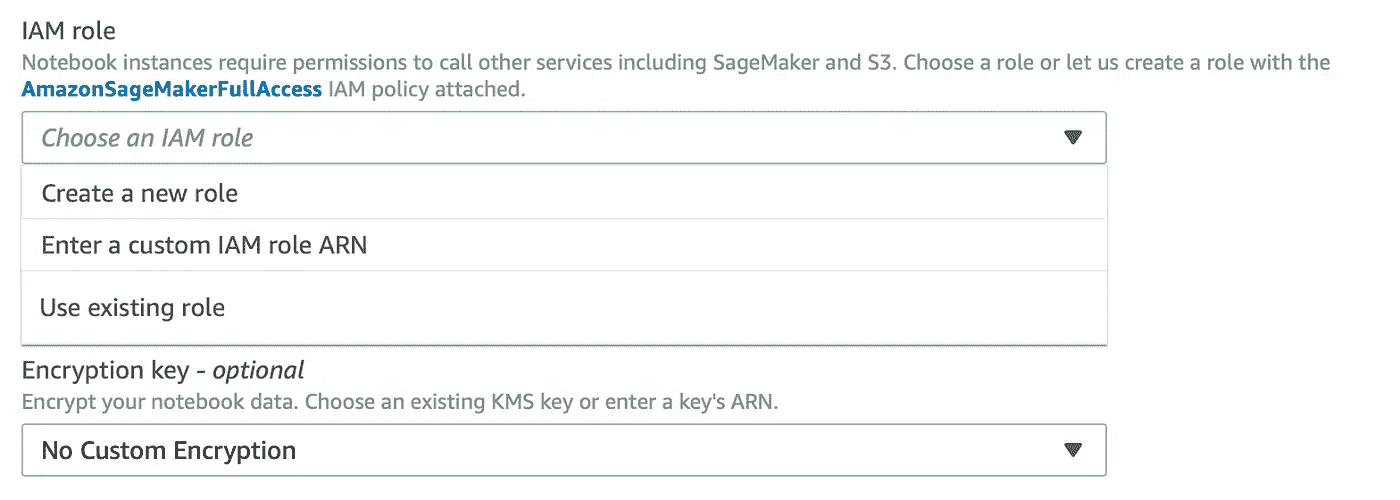 IAM role
Notebook instances require permissions to call other services including SageMaker and S3. Choose a role or let us create a role with the
AmazonSageMakerFullAccess IAM policy attached.
Choose an IAM role
Create a new role
Enter a custom IAM role ARN
Use existing role
Encryption key - optional
Encrypt your notebook data. Choose an existing KMS key or enter a key's ARN.
No Custom Encryption